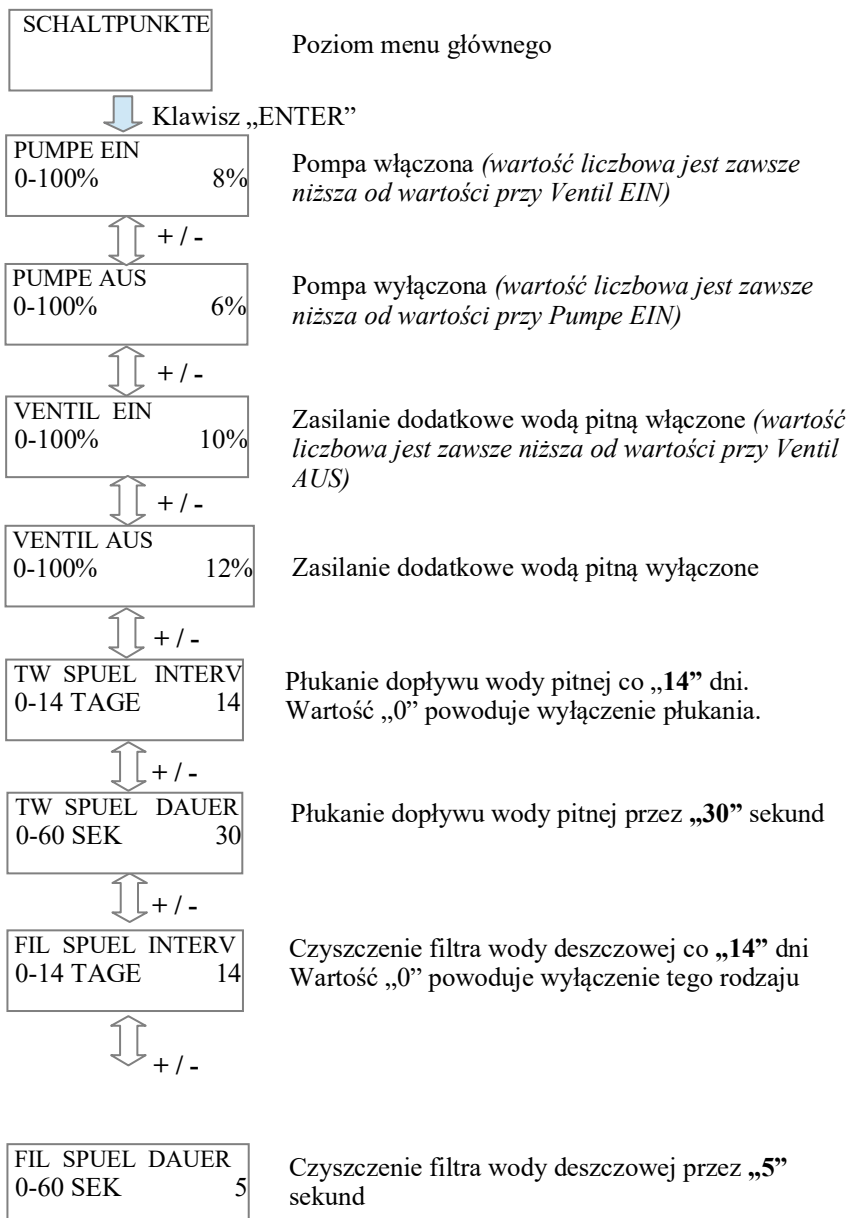 SCHALTPUNKTE
Poziom menu głównego
Klawisz „ENTER”
PUMPE EIN
0-100% 8%
Pompa włączona (wartość liczbowa jest zawsze
niższa od wartości przy Ventil EIN)
+ / -
PUMPE AUS
0-100% 6%
Pompa wyłączona (wartość liczbowa jest zawsze
niższa od wartości przy Pumpe EIN)
+ / -
VENTIL EIN
0-100% 10%
Zasilanie dodatkowe wodą pitną włączone (wartość
liczbowa jest zawsze niższa od wartości przy Ventil
AUS)
+ / -
VENTIL AUS
0-100% 12%
Zasilanie dodatkowe wodą pitną wyłączone
+ / -
TW SPUEL INTERV
0-14 TAGE 14
Płukanie dopływu wody pitnej co „14” dni.
Wartość „0” powoduje wyłączenie płukania.
+ / -
TW SPUEL DAUER
0-60 SEK 30
Płukanie dopływu wody pitnej przez „30” sekund
+ / -
FIL SPUEL INTERV
0-14 TAGE 14
Czyszczenie filtra wody deszczowej co „14” dni
Wartość „0” powoduje wyłączenie tego rodzaju
+ / -
FIL SPUEL DAUER
0-60 SEK 5
Czyszczenie filtra wody deszczowej przez „5”
sekund